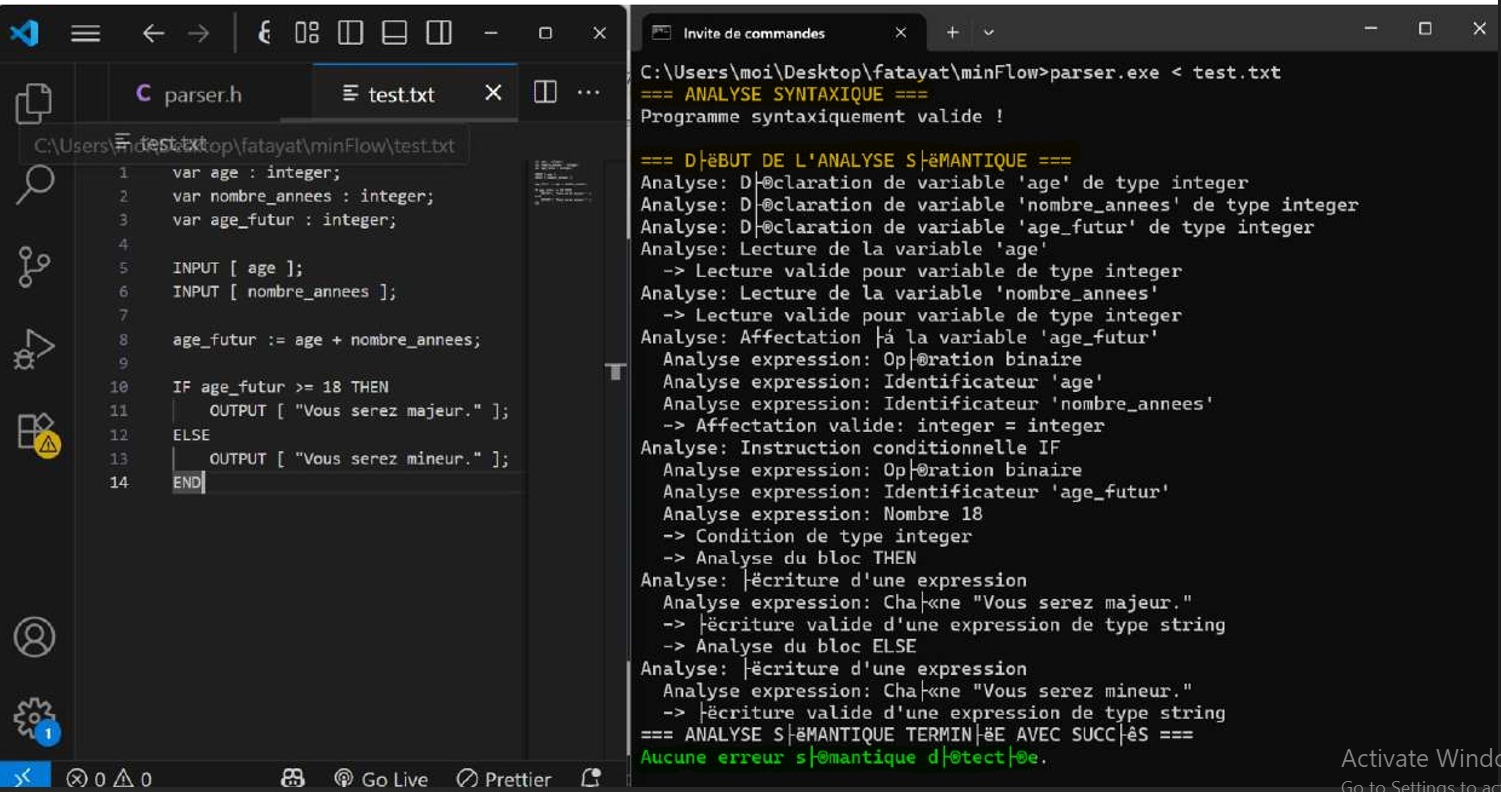 Invite de commandes
parser.h
test.txt
C:\Users\moi\Desktop\fatayat\minFlow\test.txt
test.txt
1 var age : integer;
2 var nombre_annees : integer;
3 var age_futur : integer;
4
5 INPUT [ age ];
6 INPUT [ nombre_annees ];
7
8 age_futur := age + nombre_annees;
9
10 IF age_futur >= 18 THEN
11 OUTPUT [ "Vous serez majeur." ];
12 ELSE
13 OUTPUT [ "Vous serez mineur." ];
14 END
1
0 0
Go Live
Prettier
C:\Users\moi\Desktop\fatayat\minFlow>parser.exe < test.txt
=== ANALYSE SYNTAXIQUE ===
Programme syntaxiquement valide !
=== D├ëBUT DE L'ANALYSE S├ëMANTIQUE ===
Analyse: D├®claration de variable 'age' de type integer
Analyse: D├®claration de variable 'nombre_annees' de type integer
Analyse: D├®claration de variable 'age_futur' de type integer
Analyse: Lecture de la variable 'age'
-> Lecture valide pour variable de type integer
Analyse: Lecture de la variable 'nombre_annees'
-> Lecture valide pour variable de type integer
Analyse: Affectation ├á la variable 'age_futur'
Analyse expression: Op├®ration binaire
Analyse expression: Identificateur 'age'
Analyse expression: Identificateur 'nombre_annees'
-> Affectation valide: integer = integer
Analyse: Instruction conditionnelle IF
Analyse expression: Op├®ration binaire
Analyse expression: Identificateur 'age_futur'
Analyse expression: Nombre 18
-> Condition de type integer
-> Analyse du bloc THEN
Analyse: ├ëcriture d'une expression
Analyse expression: Cha├«ne "Vous serez majeur."
-> ├ëcriture valide d'une expression de type string
-> Analyse du bloc ELSE
Analyse: ├ëcriture d'une expression
Analyse expression: Cha├«ne "Vous serez mineur."
-> ├ëcriture valide d'une expression de type string
=== ANALYSE S├ëMANTIQUE TERMIN├ëE AVEC SUCC├êS ===
Aucune erreur s├®mantique d├®tect├®e.
Activate Windo
Go to Settings to ac